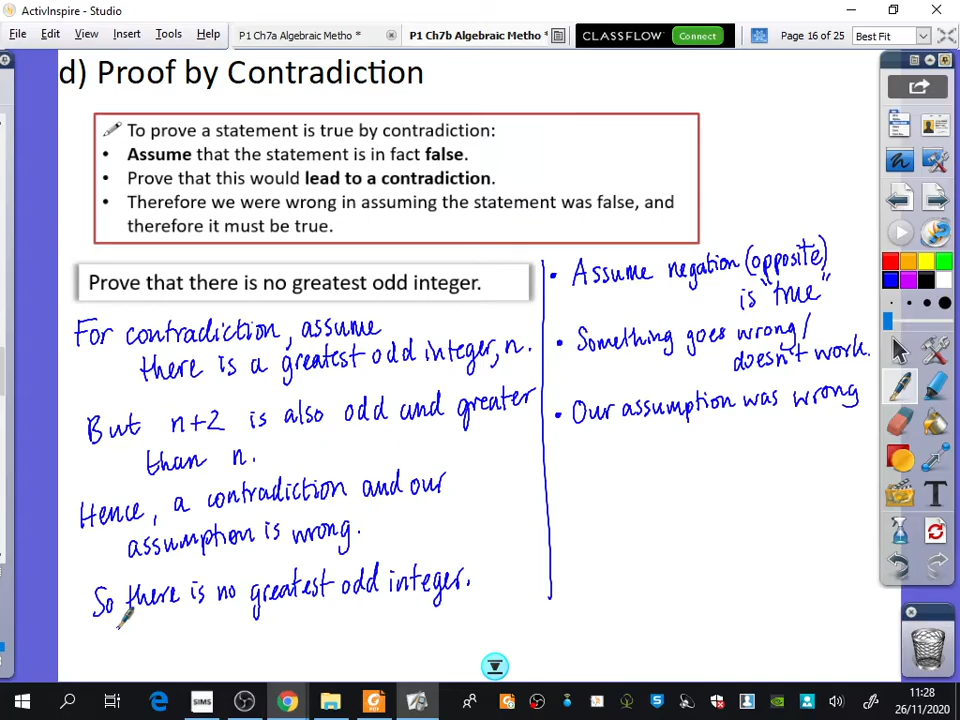 ActivInspire - Studio
File Edit View Insert Tools Help
P1 Ch7a Algebraic Metho *
P1 Ch7b Algebraic Metho *
CLASSFLOW Connect
Page 16 of 25
Best Fit
d) Proof by Contradiction
To prove a statement is true by contradiction:
• Assume that the statement is in fact false.
• Prove that this would lead to a contradiction.
• Therefore we were wrong in assuming the statement was false, and
therefore it must be true.
Prove that there is no greatest odd integer.
For contradiction, assume
there is a greatest odd integer, n.
But n+2 is also odd and greater
than n.
Hence, a contradiction and our
assumption is wrong.
So there is no greatest odd integer.
• Assume negation (opposite)
is "true"
• Something goes wrong/
doesn't work.
• Our assumption was wrong
T
SIMS
PDF
S
11:28
26/11/2020